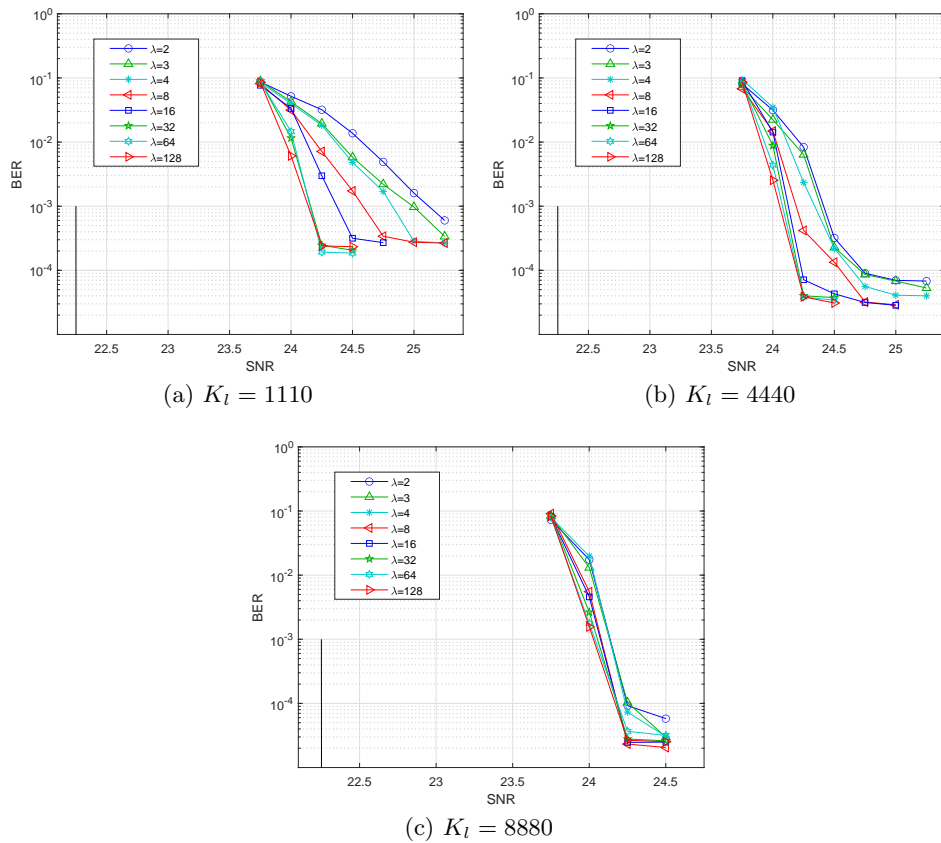 10^0
10^-1
10^-2
10^-3
10^-4
BER
λ=2
λ=3
λ=4
λ=8
λ=16
λ=32
λ=64
λ=128
22.5 23 23.5 24 24.5 25
SNR
(a) K_l = 1110
10^0
10^-1
10^-2
10^-3
10^-4
BER
λ=2
λ=3
λ=4
λ=8
λ=16
λ=32
λ=64
λ=128
22.5 23 23.5 24 24.5 25
SNR
(b) K_l = 4440
10^0
10^-1
10^-2
10^-3
10^-4
BER
λ=2
λ=3
λ=4
λ=8
λ=16
λ=32
λ=64
λ=128
22.5 23 23.5 24 24.5
SNR
(c) K_l = 8880